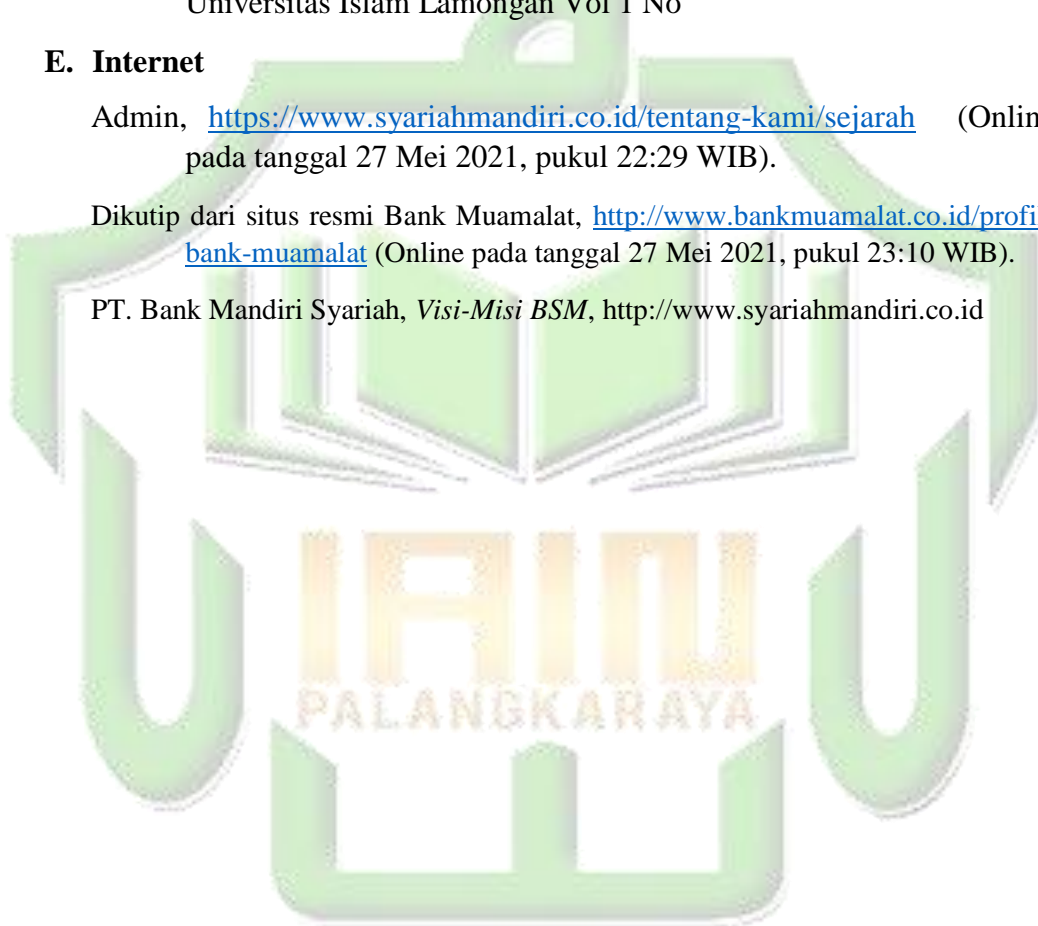 Universitas Islam Lamongan Vol 1 No
E. Internet
Admin, https://www.syariahmandiri.co.id/tentang-kami/sejarah (Onlin
pada tanggal 27 Mei 2021, pukul 22:29 WIB).
Dikutip dari situs resmi Bank Muamalat, http://www.bankmuamalat.co.id/profi
bank-muamalat (Online pada tanggal 27 Mei 2021, pukul 23:10 WIB).
PT. Bank Mandiri Syariah, Visi-Misi BSM, http://www.syariahmandiri.co.id
IAIN
PALANGKARAYA